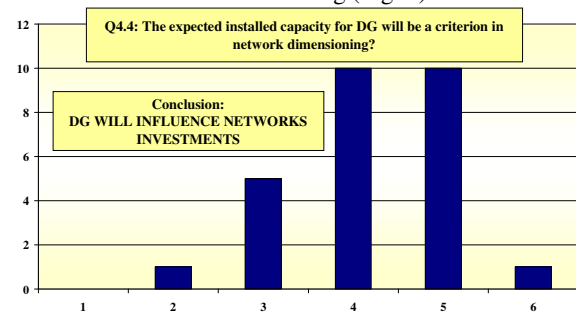 Q4.4: The expected installed capacity for DG will be a criterion in
network dimensioning?
12
10
8
6
4
2
0
Conclusion:
DG WILL INFLUENCE NETWORKS
INVESTMENTS
1 2 3 4 5 6